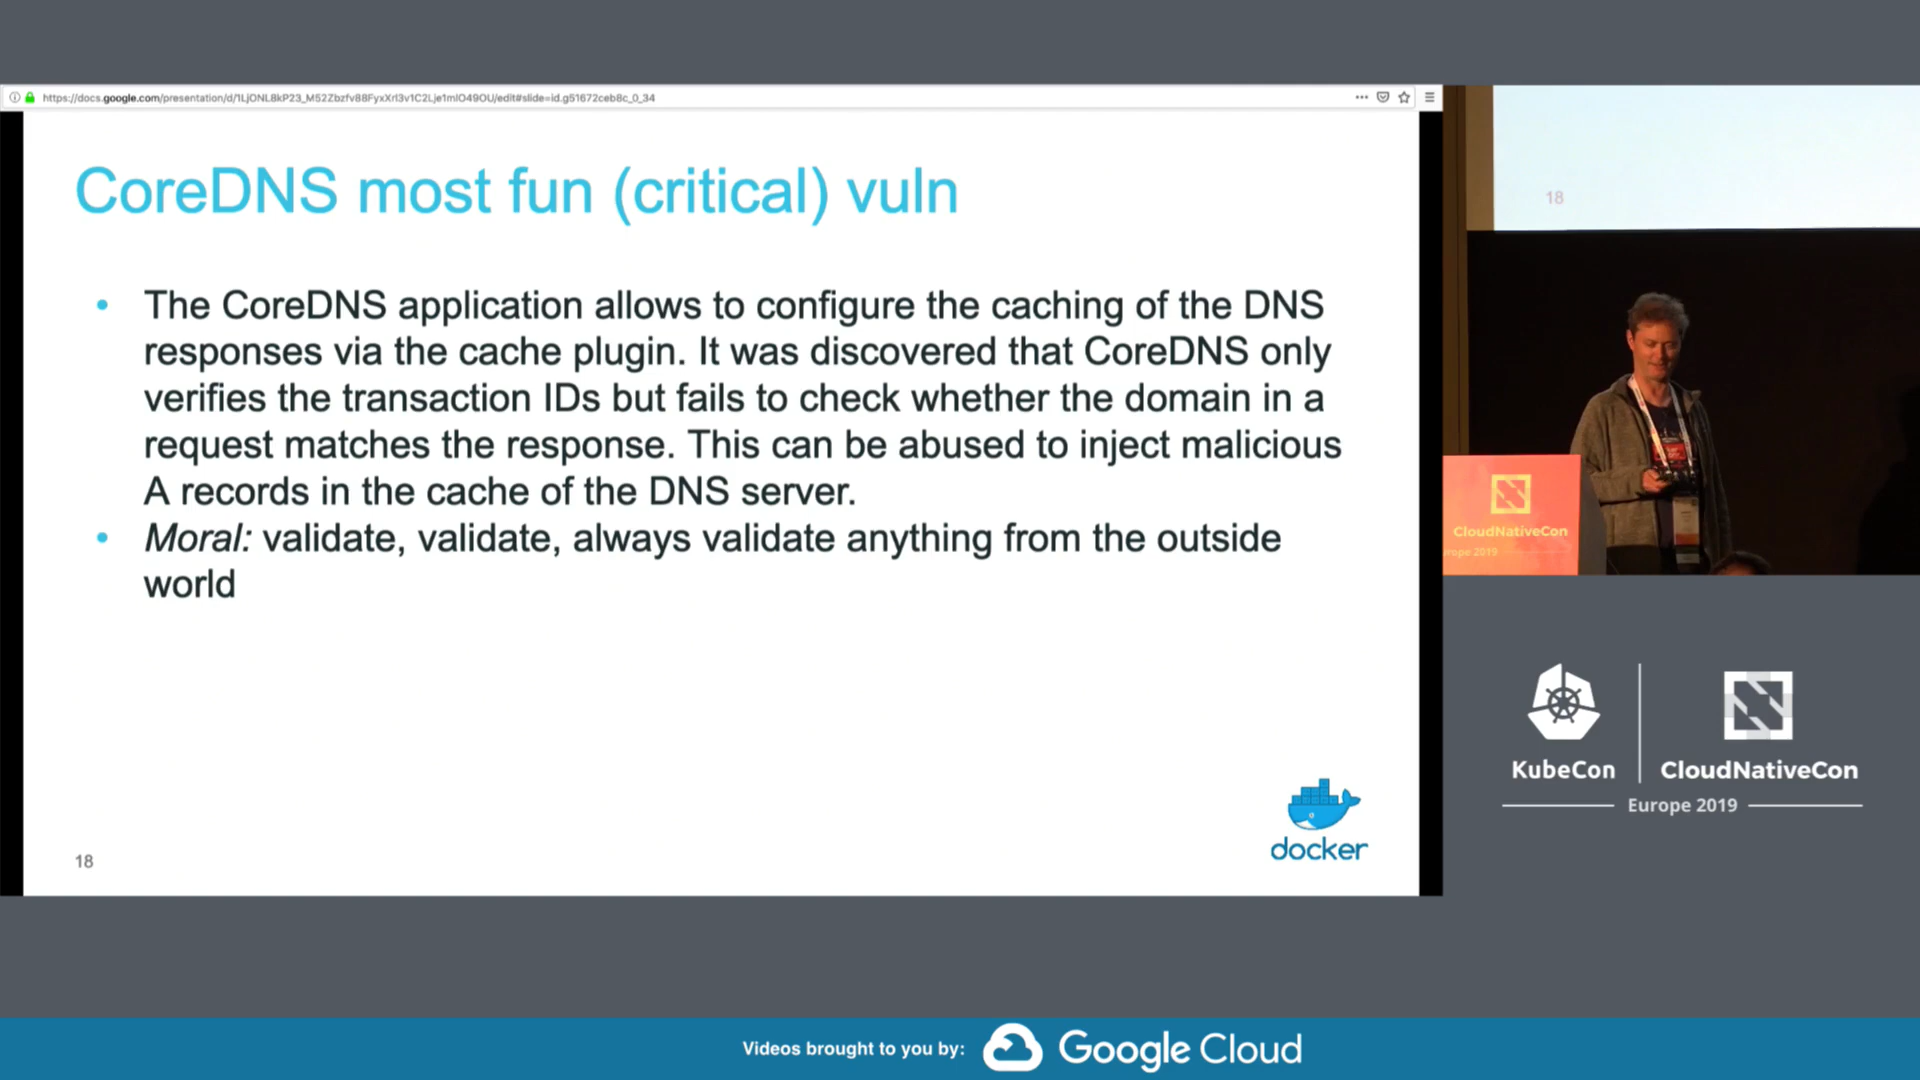 https://docs.google.com/presentation/d/1LjONL8kP23_M52Zbzfv88FyxXrI3v1C2Lje1mIO49OU/edit#slide=id.g51672ceb8c_0_34
CoreDNS most fun (critical) vuln
• The CoreDNS application allows to configure the caching of the DNS
responses via the cache plugin. It was discovered that CoreDNS only
verifies the transaction IDs but fails to check whether the domain in a
request matches the response. This can be abused to inject malicious
A records in the cache of the DNS server.
• Moral: validate, validate, always validate anything from the outside
world
docker
18
18
CloudNativeCon
urope 2019
KubeCon
CloudNativeCon
Europe 2019
Videos brought to you by:
Google Cloud